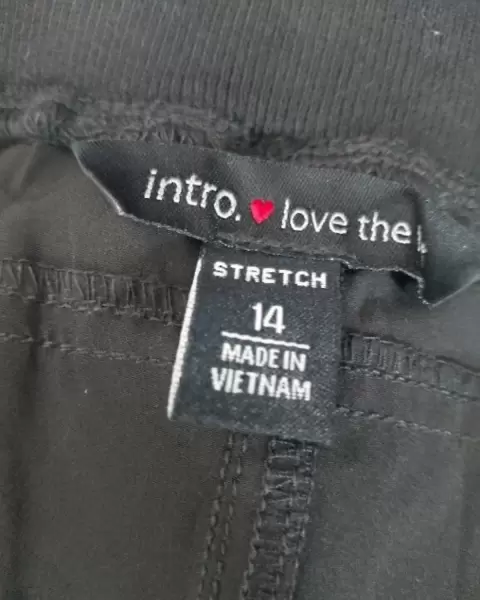 intro. ♥ love the
STRETCH
14
MADE IN
VIETNAM